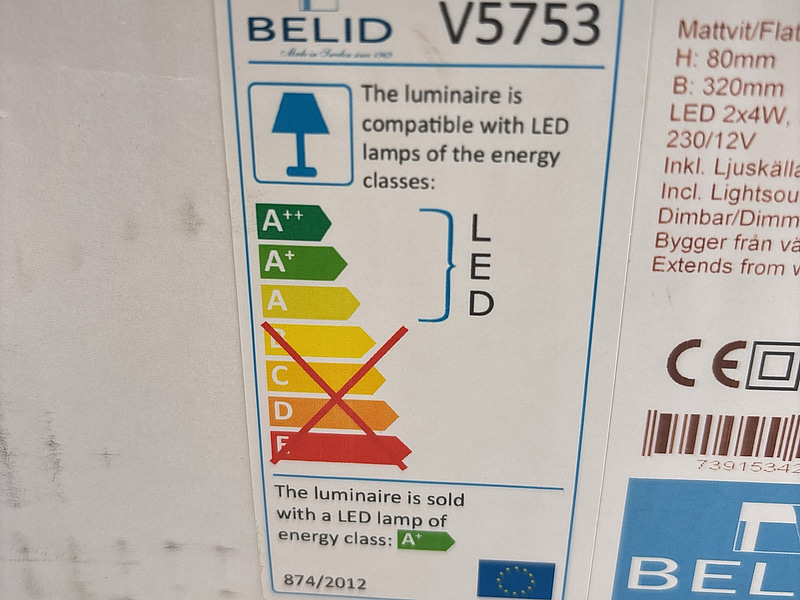 BELID
Made in Sweden since 1969
V5753
The luminaire is
compatible with LED
lamps of the energy
classes:
A++
A+
A
B
C
D
E
L
E
D
The luminaire is sold
with a LED lamp of
energy class: A+
874/2012
Mattvit/Flat
H: 80mm
B: 320mm
LED 2x4W,
230/12V
Inkl. Ljuskälla
Incl. Lightsou
Dimbar/Dimm
Bygger från vä
Extends from w
CE
73915342
BEL